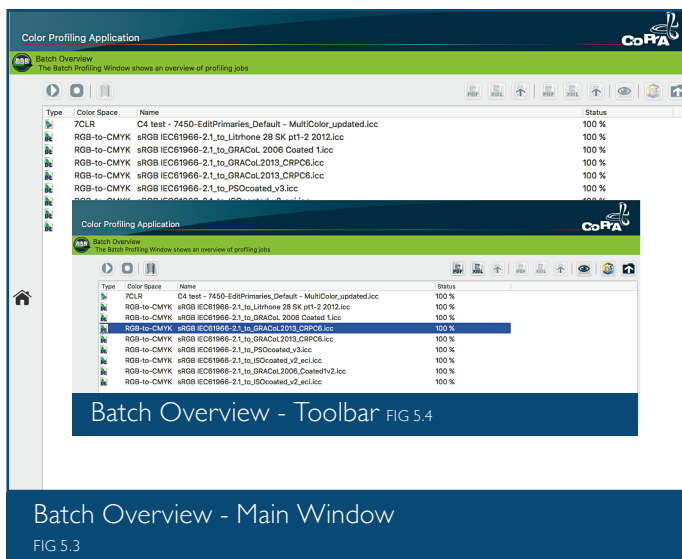 Color Profiling Application
CoPrA
Batch Overview
The Batch Profiling Window shows an overview of profiling jobs
PDF XML PDF XML
Type Color Space Name Status
7CLR C4 test - 7450-EditPrimaries_Default - MultiColor_updated.icc 100 %
RGB-to-CMYK sRGB IEC61966-2.1_to_Litrhone 28 SK pt1-2 2012.icc 100 %
RGB-to-CMYK sRGB IEC61966-2.1_to_GRACoL 2006 Coated 1.icc 100 %
RGB-to-CMYK sRGB IEC61966-2.1_to_GRACoL2013_CRPC6.icc 100 %
RGB-to-CMYK sRGB IEC61966-2.1_to_GRACoL2013_CRPC6.icc 100 %
RGB-to-CMYK sRGB IEC61966-2.1_to_PSOcoated_v3.icc 100 %
Color Profiling Application
CoPrA
Batch Overview
The Batch Profiling Window shows an overview of profiling jobs
PDF XML PDF XML
Type Color Space Name Status
7CLR C4 test - 7450-EditPrimaries_Default - MultiColor_updated.icc 100 %
RGB-to-CMYK sRGB IEC61966-2.1_to_Litrhone 28 SK pt1-2 2012.icc 100 %
RGB-to-CMYK sRGB IEC61966-2.1_to_GRACoL 2006 Coated 1.icc 100 %
RGB-to-CMYK sRGB IEC61966-2.1_to_GRACoL2013_CRPC6.icc 100 %
RGB-to-CMYK sRGB IEC61966-2.1_to_GRACoL2013_CRPC6.icc 100 %
RGB-to-CMYK sRGB IEC61966-2.1_to_PSOcoated_v3.icc 100 %
RGB-to-CMYK sRGB IEC61966-2.1_to_ISOcoated_v2_eci.icc 100 %
RGB-to-CMYK sRGB IEC61966-2.1_to_GRACoL2006_Coated1v2.icc 100 %
RGB-to-CMYK sRGB IEC61966-2.1_to_ISOcoated_v2_eci.icc 100 %
Batch Overview - Toolbar FIG 5.4
Batch Overview - Main Window
FIG 5.3